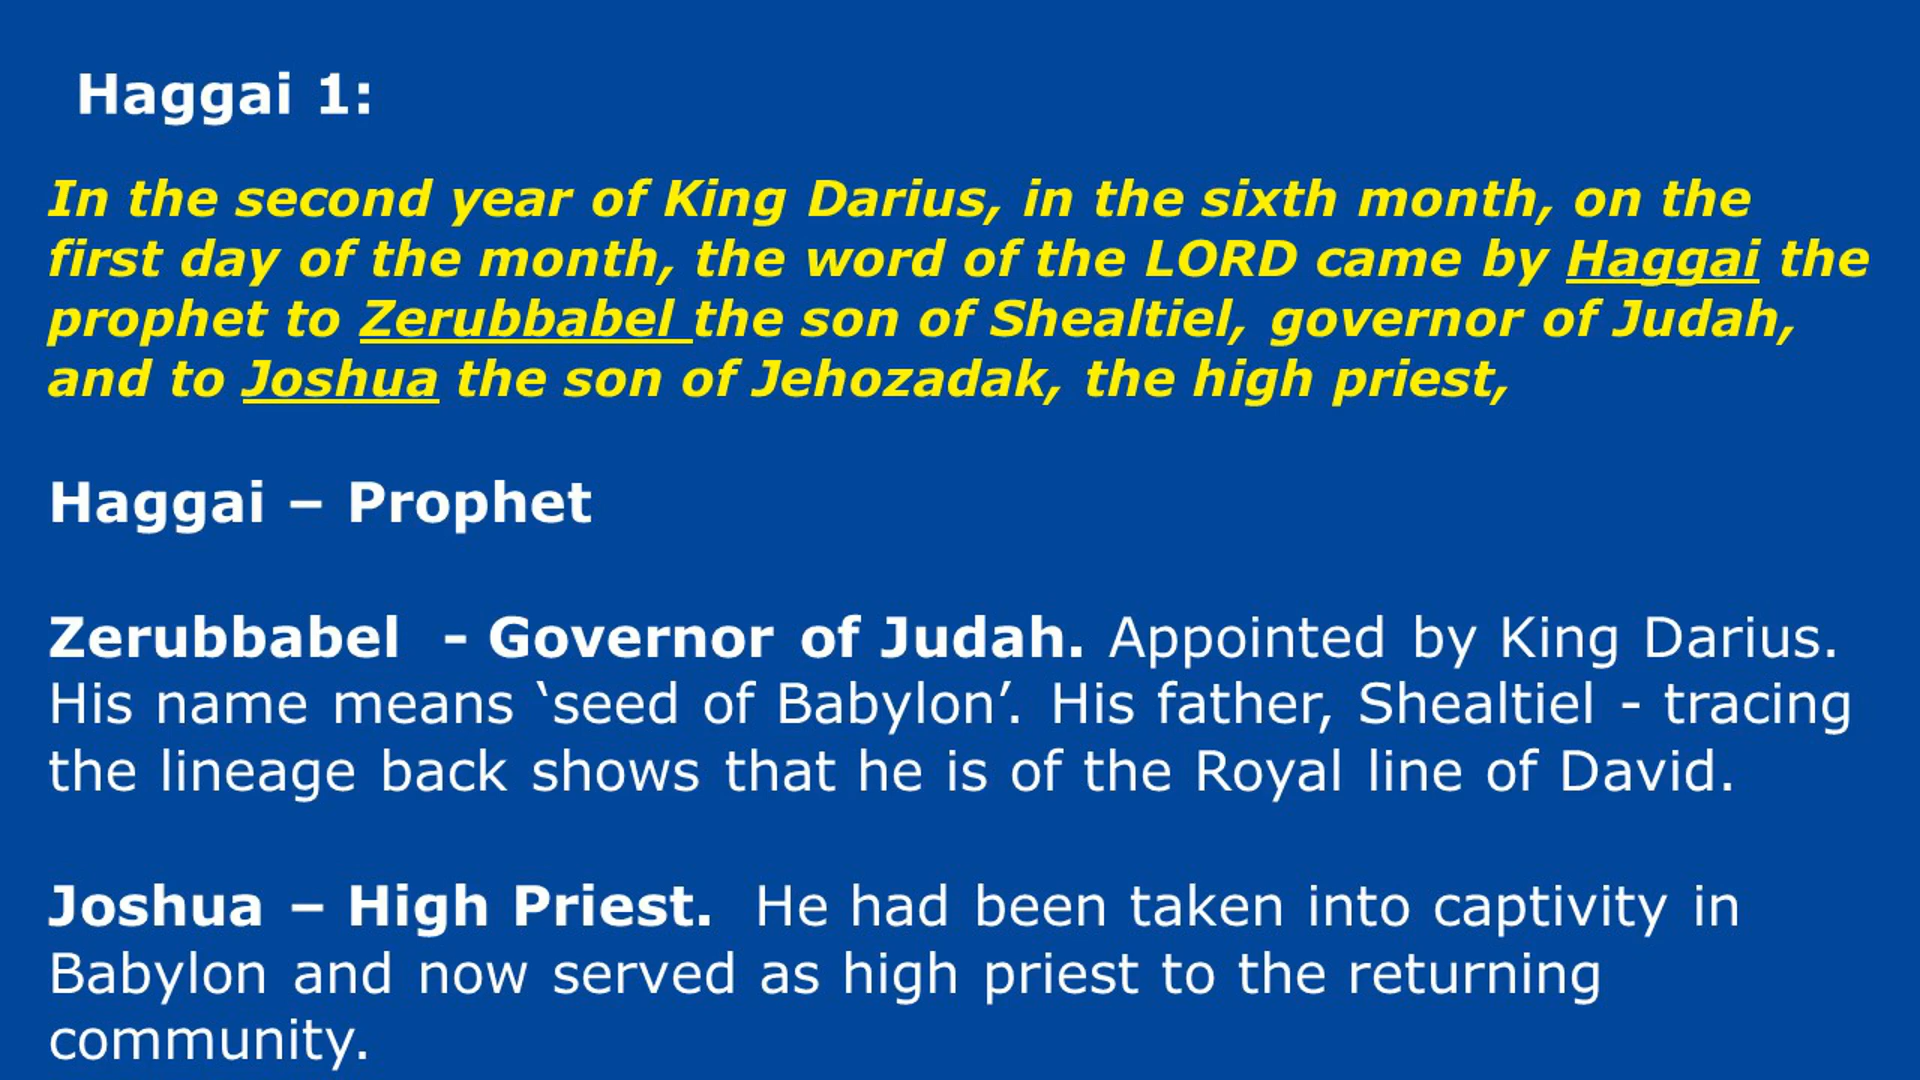 Haggai 1:
In the second year of King Darius, in the sixth month, on the
first day of the month, the word of the LORD came by Haggai the
prophet to Zerubbabel the son of Shealtiel, governor of Judah,
and to Joshua the son of Jehozadak, the high priest,
Haggai – Prophet
Zerubbabel - Governor of Judah. Appointed by King Darius.
His name means ‘seed of Babylon’. His father, Shealtiel - tracing
the lineage back shows that he is of the Royal line of David.
Joshua – High Priest. He had been taken into captivity in
Babylon and now served as high priest to the returning
community.